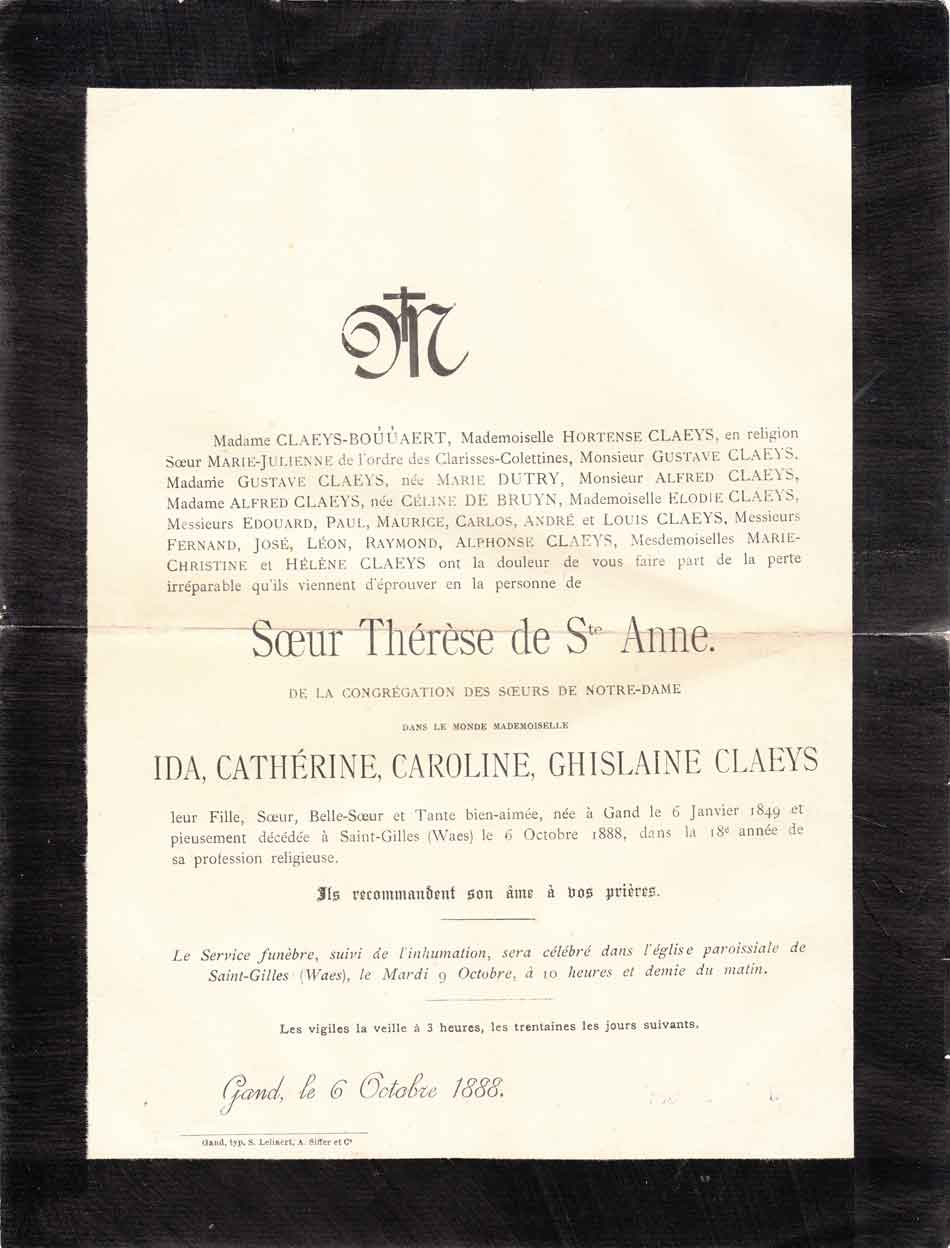 M
Madame CLAEYS-BOÚÚAERT, Mademoiselle HORTENSE CLAEYS, en religion
Sœur MARIE-JULIENNE de l'ordre des Clarisses-Colettines, Monsieur GUSTAVE CLAEYS,
Madame GUSTAVE CLAEYS, née MARIE DUTRY, Monsieur ALFRED CLAEYS,
Madame ALFRED CLAEYS, née CÉLINE DE BRUYN, Mademoiselle ELODIE CLAEYS,
Messieurs EDOUARD, PAUL, MAURICE, CARLOS, ANDRÉ et LOUIS CLAEYS, Messieurs
FERNAND, JOSÉ, LÉON, RAYMOND, ALPHONSE CLAEYS, Mesdemoiselles MARIE-
CHRISTINE et HÉLÈNE CLAEYS ont la douleur de vous faire part de la perte
irréparable qu'ils viennent d'éprouver en la personne de
Sœur Thérèse de Ste Anne.
DE LA CONGRÉGATION DES SŒURS DE NOTRE-DAME
DANS LE MONDE MADEMOISELLE
IDA, CATHÉRINE, CAROLINE, GHISLAINE CLAEYS
leur Fille, Sœur, Belle-Sœur et Tante bien-aimée, née à Gand le 6 Janvier 1849 et
pieusement décédée à Saint-Gilles (Waes) le 6 Octobre 1888, dans la 18e année de
sa profession religieuse.
Ils recommandent son âme à vos prières.
Le Service funèbre, suivi de l'inhumation, sera célébré dans l'église paroissiale de
Saint-Gilles (Waes), le Mardi 9 Octobre, à 10 heures et demie du matin.
Les vigiles la veille à 3 heures, les trentaines les jours suivants.
Gand, le 6 Octobre 1888.
Gand, typ. S. Leliaert, A. Siffer et Ce